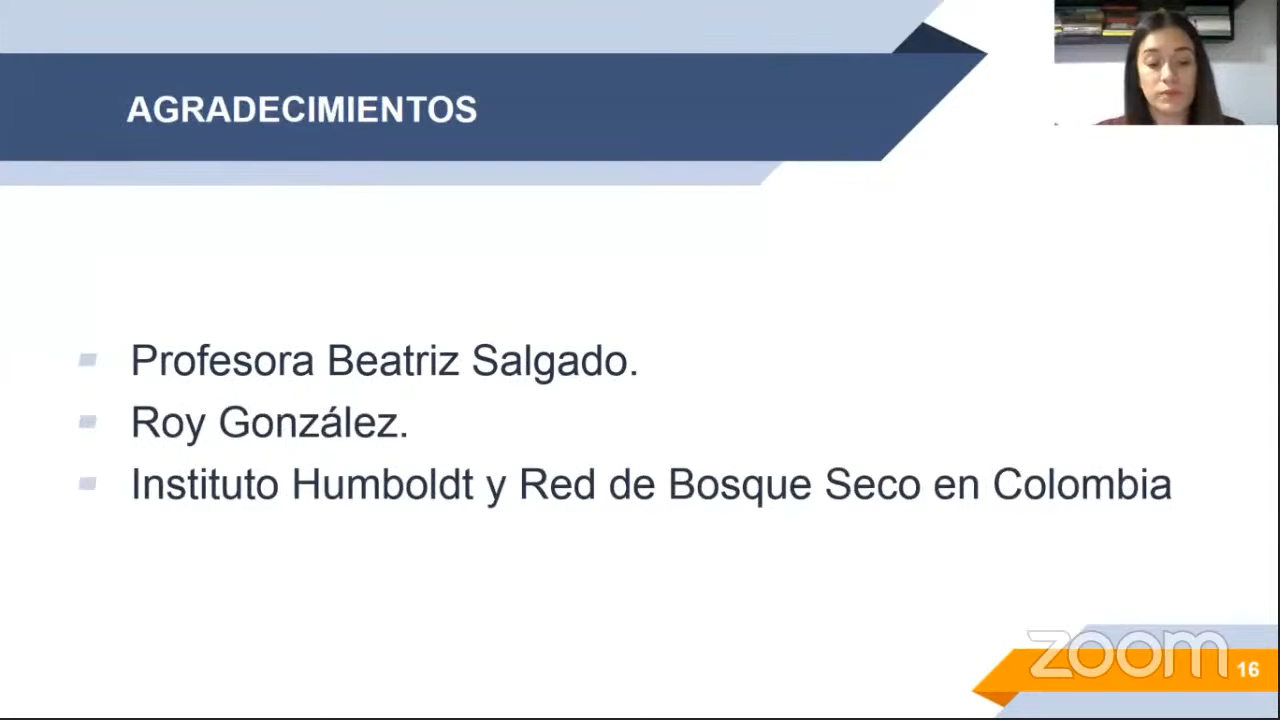 AGRADECIMIENTOS
Profesora Beatriz Salgado.
Roy González.
Instituto Humboldt y Red de Bosque Seco en Colombia
zoom
16